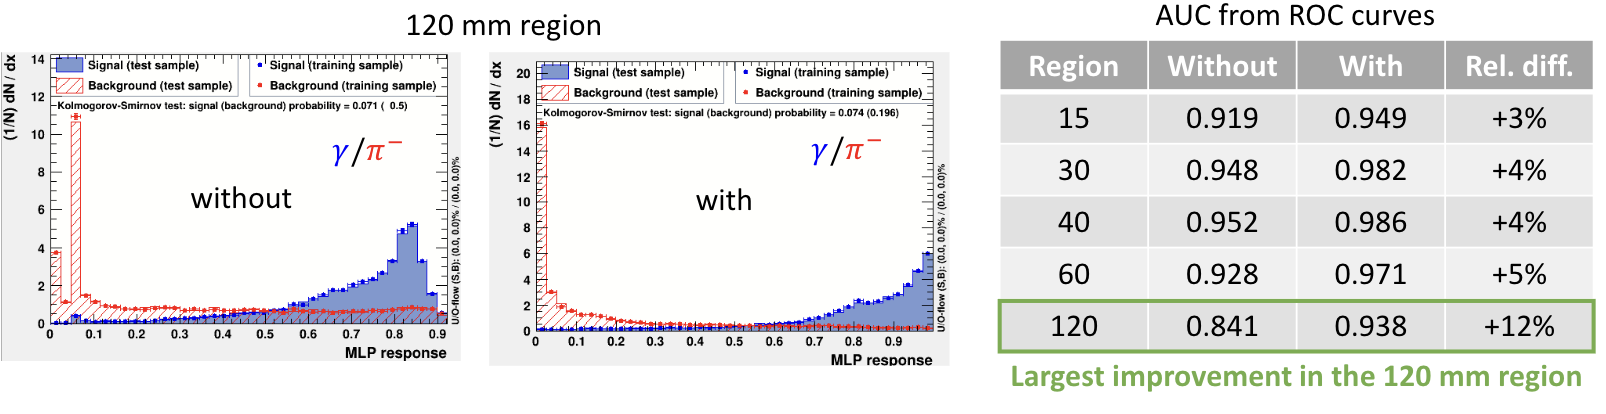 120 mm region
(1/N) dN / dx
14
12
10
8
6
4
2
0
Signal (test sample)
Background (test sample)
Signal (training sample)
Background (training sample)
Kolmogorov-Smirnov test: signal (background) probability = 0.071 ( 0.5)
γ/π⁻
without
U/O-flow (S,B): (0.0, 0.0)% / (0.0, 0.0)%
0 0.1 0.2 0.3 0.4 0.5 0.6 0.7 0.8 0.9
MLP response
(1/N) dN / dx
20
18
16
14
12
10
8
6
4
2
0
Signal (test sample)
Background (test sample)
Signal (training sample)
Background (training sample)
Kolmogorov-Smirnov test: signal (background) probability = 0.074 (0.196)
γ/π⁻
with
U/O-flow (S,B): (0.0, 0.0)% / (0.0, 0.0)%
0 0.1 0.2 0.3 0.4 0.5 0.6 0.7 0.8 0.9
MLP response
AUC from ROC curves
Region Without With Rel. diff.
15 0.919 0.949 +3%
30 0.948 0.982 +4%
40 0.952 0.986 +4%
60 0.928 0.971 +5%
120 0.841 0.938 +12%
Largest improvement in the 120 mm region